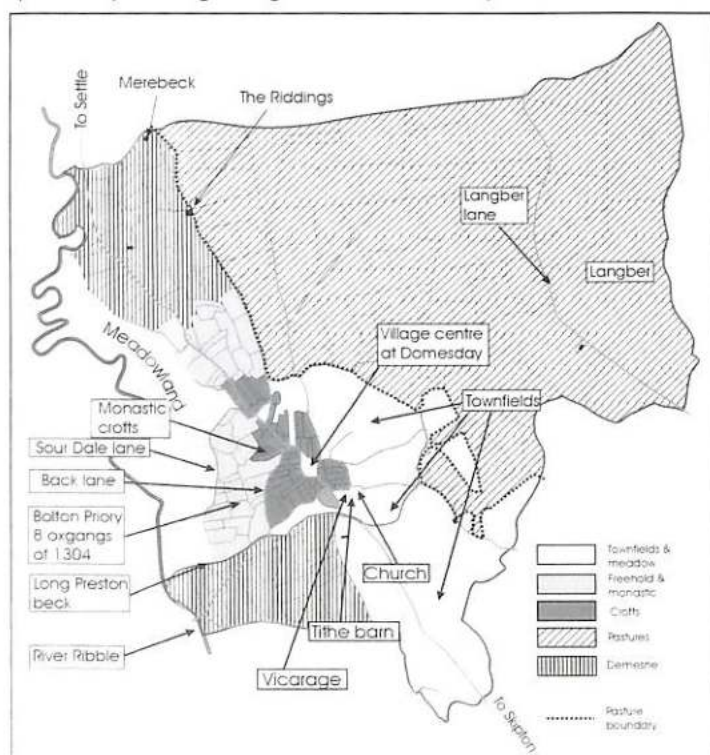 To Settle
Merebeck
The Riddings
Langber
lane
Langber
Meadowland
Village centre
at Domesday
Townfields
Monastic
crofts
Sour Dale lane
Back lane
Bolton Priory
8 oxgangs
of 1304
Long Preston
beck
River Ribble
Church
Tithe barn
Vicarage
To Skipton
Townfields &
meadow
Freehold &
monastic
Crofts
Pastures
Demesne
Pasture
boundary